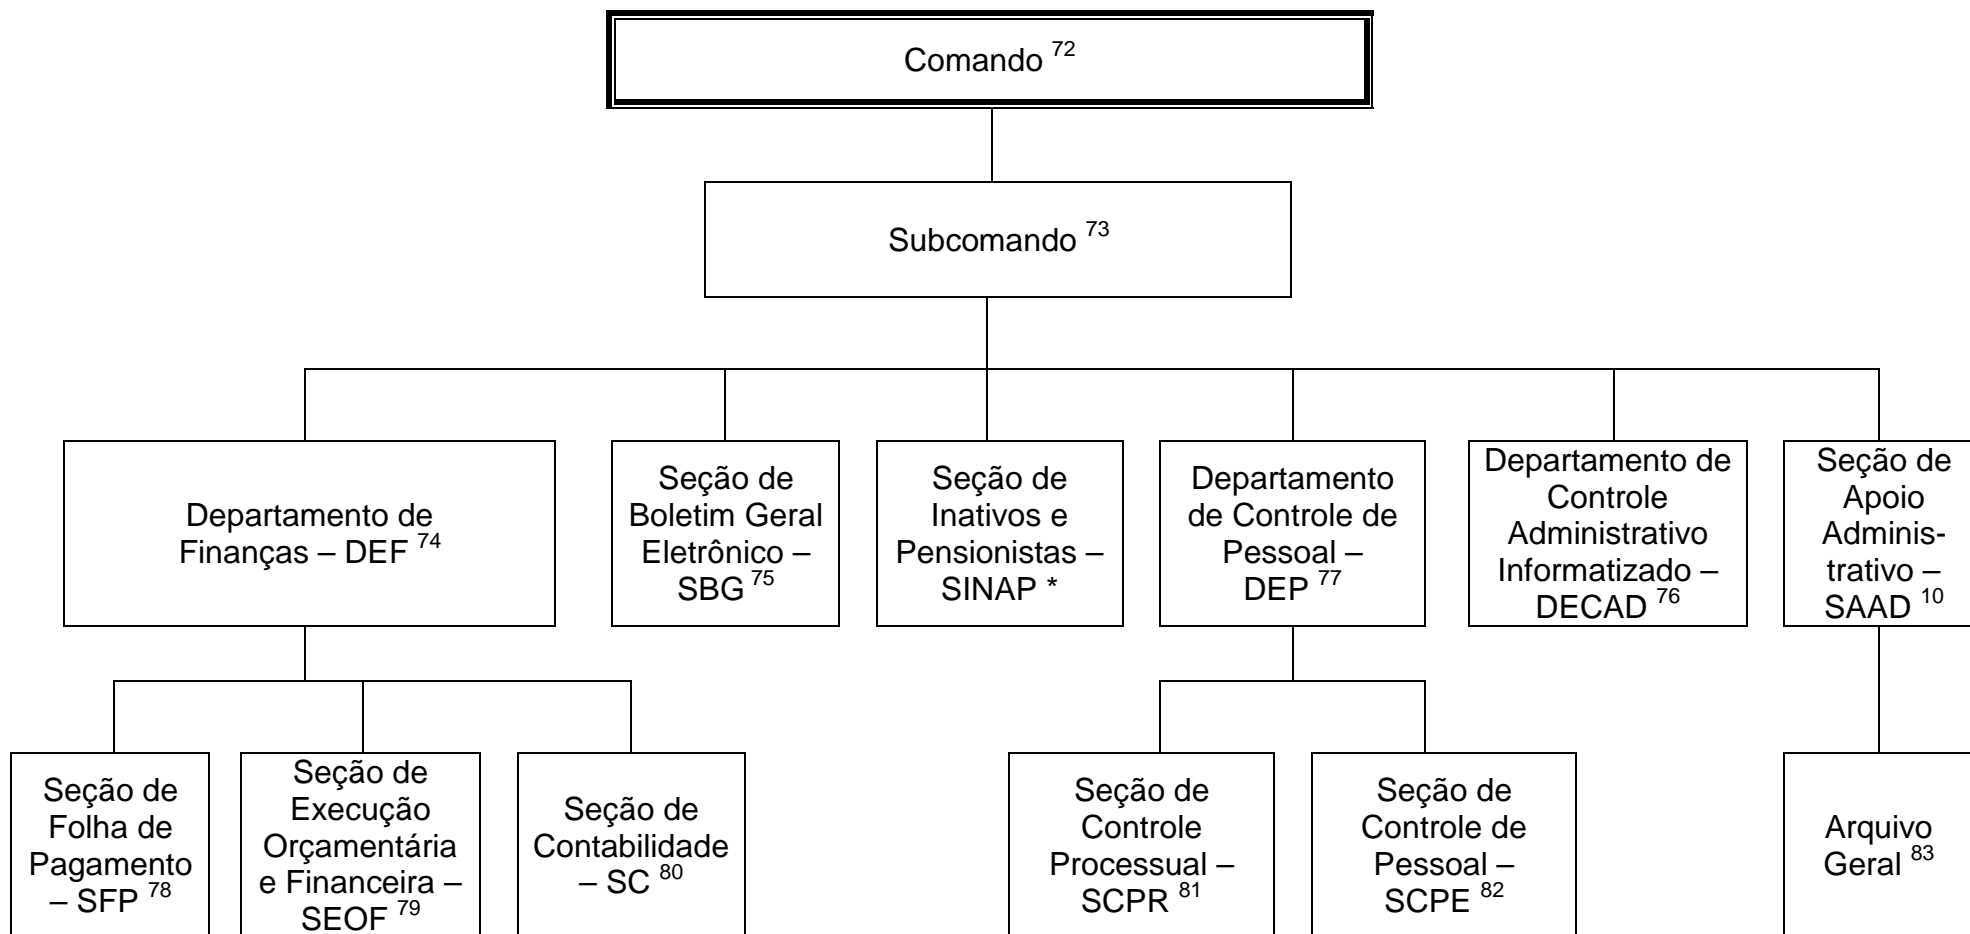 Comando 72
Subcomando 73
Departamento de
Finanças – DEF 74
Seção de
Boletim Geral
Eletrônico –
SBG 75
Seção de
Inativos e
Pensionistas –
SINAP *
Departamento
de Controle de
Pessoal –
DEP 77
Departamento de
Controle
Administrativo
Informatizado –
DECAD 76
Seção de
Apoio
Adminis-
trativo –
SAAD 10
Seção de
Folha de
Pagamento
– SFP 78
Seção de
Execução
Orçamentária
e Financeira –
SEOF 79
Seção de
Contabilidade
– SC 80
Seção de
Controle
Processual –
SCPR 81
Seção de
Controle de
Pessoal –
SCPE 82
Arquivo
Geral 83